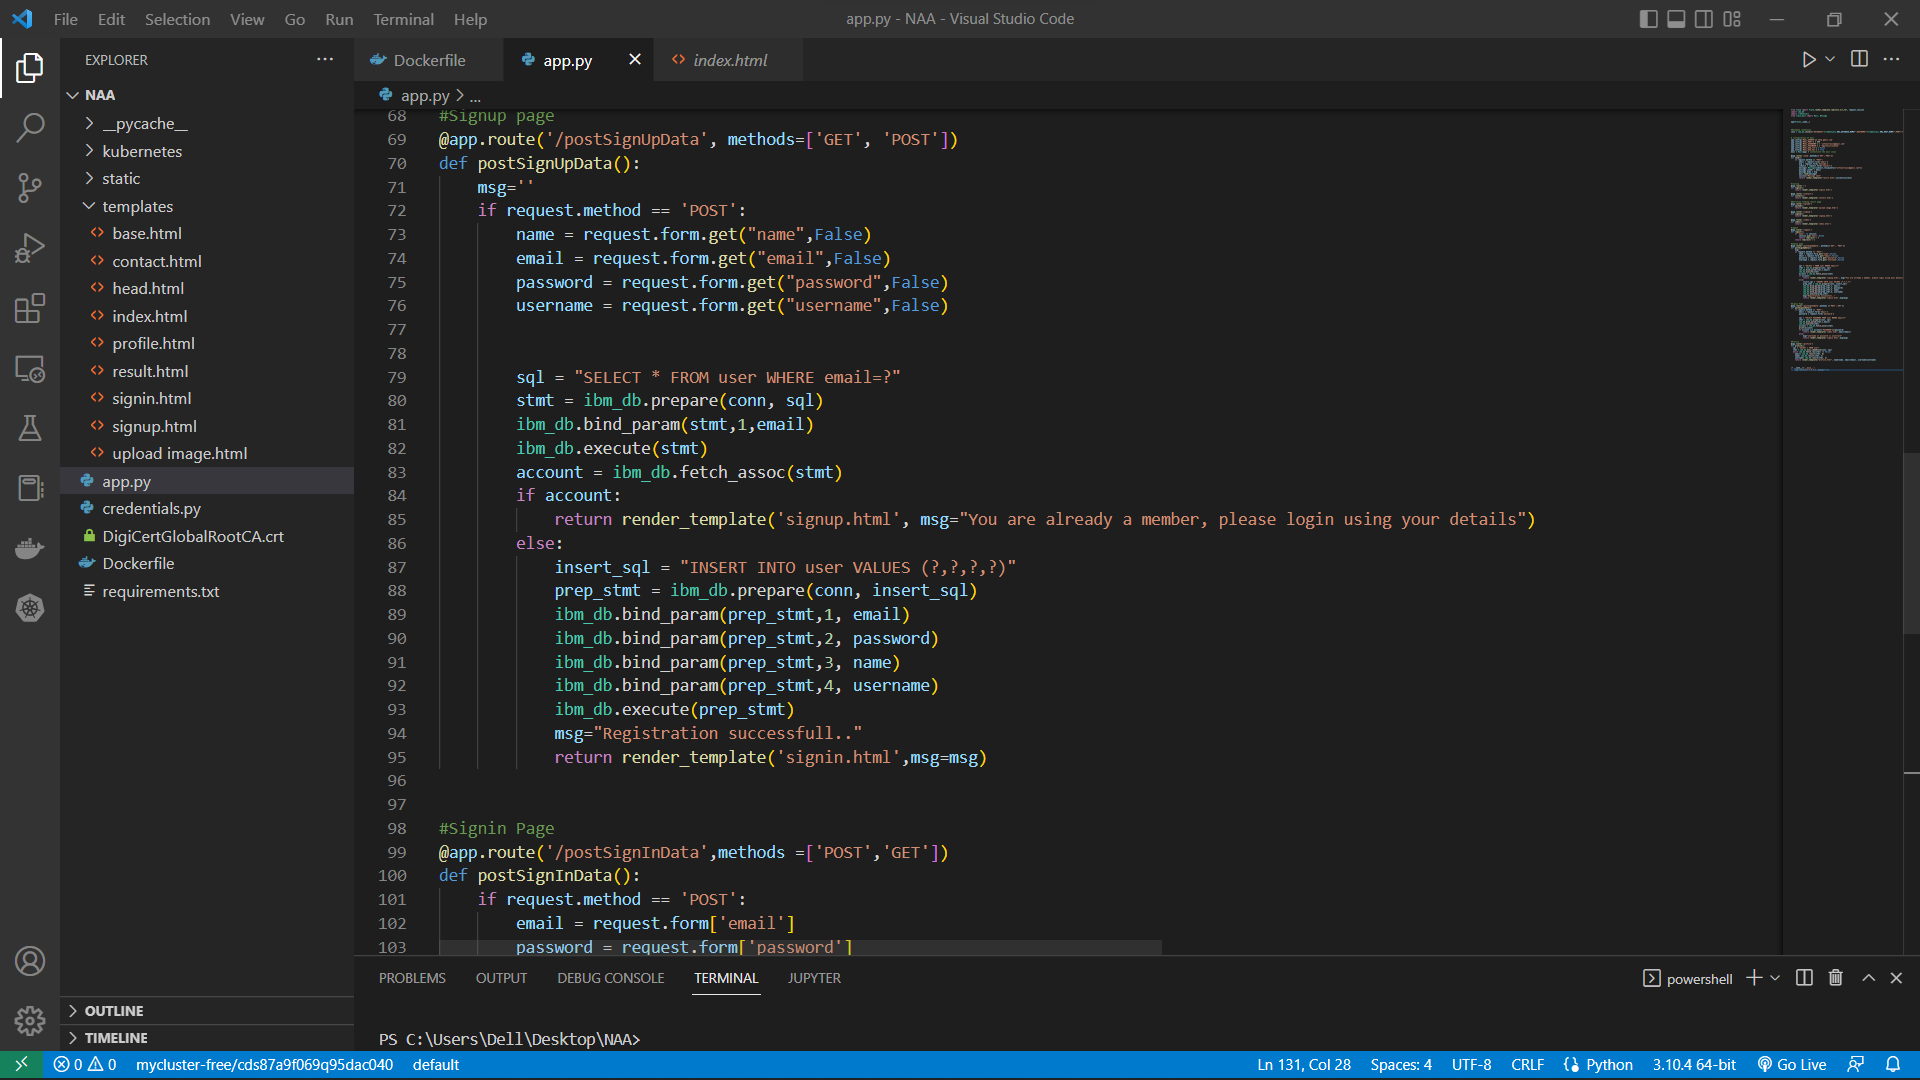 File Edit Selection View Go Run Terminal Help
app.py - NAA - Visual Studio Code
EXPLORER
NAA
__pycache__
kubernetes
static
templates
base.html
contact.html
head.html
index.html
profile.html
result.html
signin.html
signup.html
upload image.html
app.py
credentials.py
DigiCertGlobalRootCA.crt
Dockerfile
requirements.txt
OUTLINE
TIMELINE
Dockerfile app.py index.html
app.py > ...
68 #Signup page
69 @app.route('/postSignUpData', methods=['GET', 'POST'])
70 def postSignUpData():
71 msg=''
72 if request.method == 'POST':
73 name = request.form.get("name",False)
74 email = request.form.get("email",False)
75 password = request.form.get("password",False)
76 username = request.form.get("username",False)
77
78
79 sql = "SELECT * FROM user WHERE email=?"
80 stmt = ibm_db.prepare(conn, sql)
81 ibm_db.bind_param(stmt,1,email)
82 ibm_db.execute(stmt)
83 account = ibm_db.fetch_assoc(stmt)
84 if account:
85 return render_template('signup.html', msg="You are already a member, please login using your details")
86 else:
87 insert_sql = "INSERT INTO user VALUES (?,?,?,?)"
88 prep_stmt = ibm_db.prepare(conn, insert_sql)
89 ibm_db.bind_param(prep_stmt,1, email)
90 ibm_db.bind_param(prep_stmt,2, password)
91 ibm_db.bind_param(prep_stmt,3, name)
92 ibm_db.bind_param(prep_stmt,4, username)
93 ibm_db.execute(prep_stmt)
94 msg="Registration successfull.."
95 return render_template('signin.html',msg=msg)
96
97
98 #Signin Page
99 @app.route('/postSignInData',methods =['POST','GET'])
100 def postSignInData():
101 if request.method == 'POST':
102 email = request.form['email']
103 password = request.form['password']
PROBLEMS OUTPUT DEBUG CONSOLE TERMINAL JUPYTER
powershell
PS C:\Users\Dell\Desktop\NAA>
0 0 mycluster-free/cds87a9f069q95dac040 default
Ln 131, Col 28 Spaces: 4 UTF-8 CRLF Python 3.10.4 64-bit Go Live